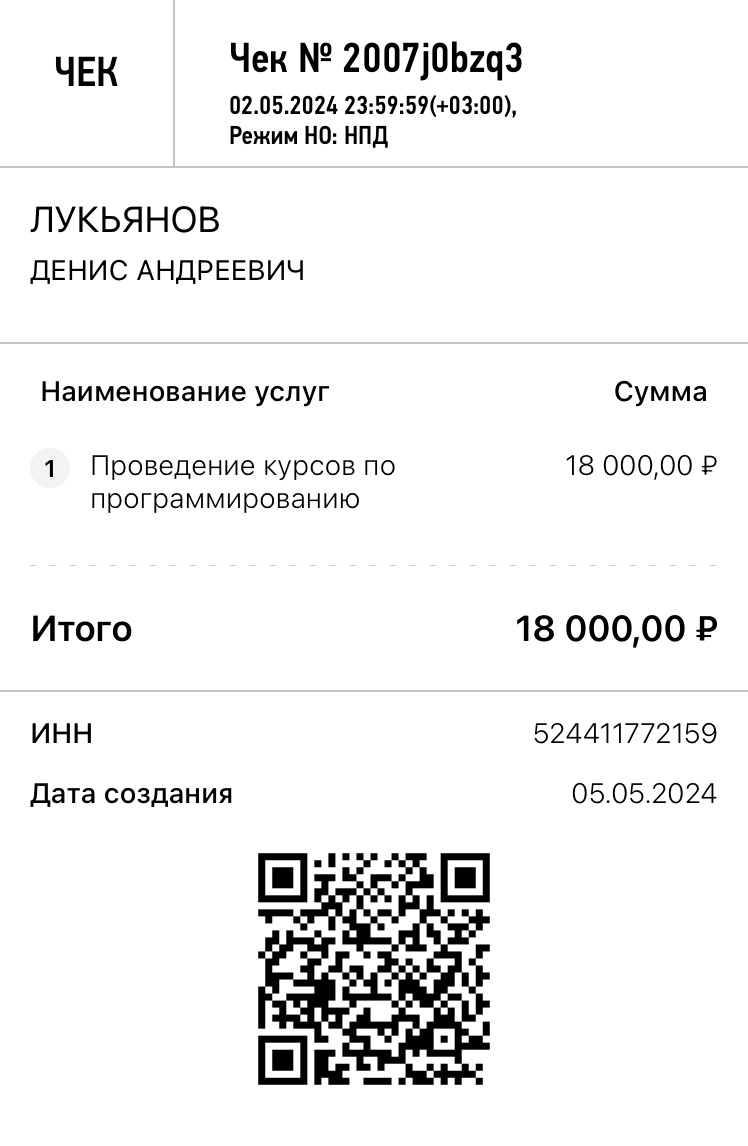 ЧЕК
Чек № 2007j0bzq3
02.05.2024 23:59:59(+03:00),
Режим НО: НПД
ЛУКЬЯНОВ
ДЕНИС АНДРЕЕВИЧ
Наименование услуг Сумма
1 Проведение курсов по 18 000,00 ₽
программированию
Итого 18 000,00 ₽
ИНН 524411772159
Дата создания 05.05.2024